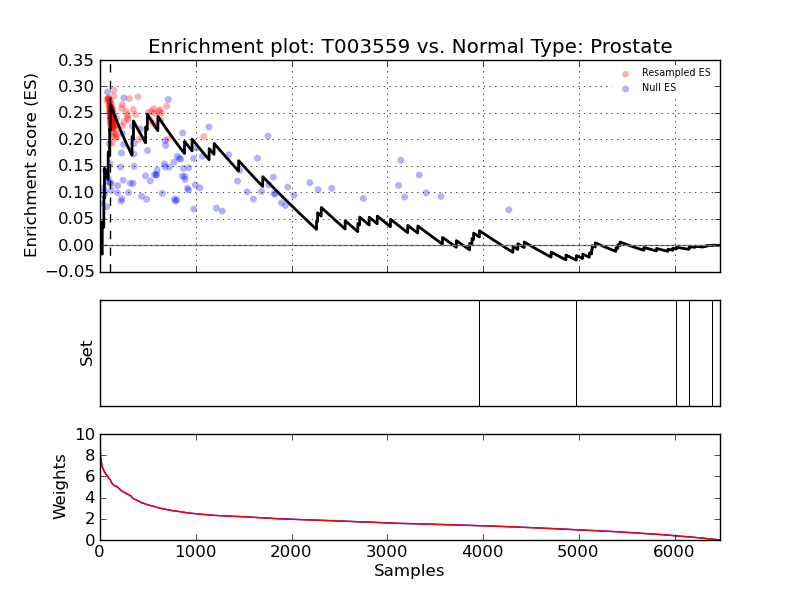 Enrichment plot: T003559 vs. Normal Type: Prostate
Enrichment score (ES)
0.35
0.30
0.25
0.20
0.15
0.10
0.05
0.00
−0.05
Resampled ES
Null ES
Set
Weights
10
8
6
4
2
0
0 1000 2000 3000 4000 5000 6000
Samples